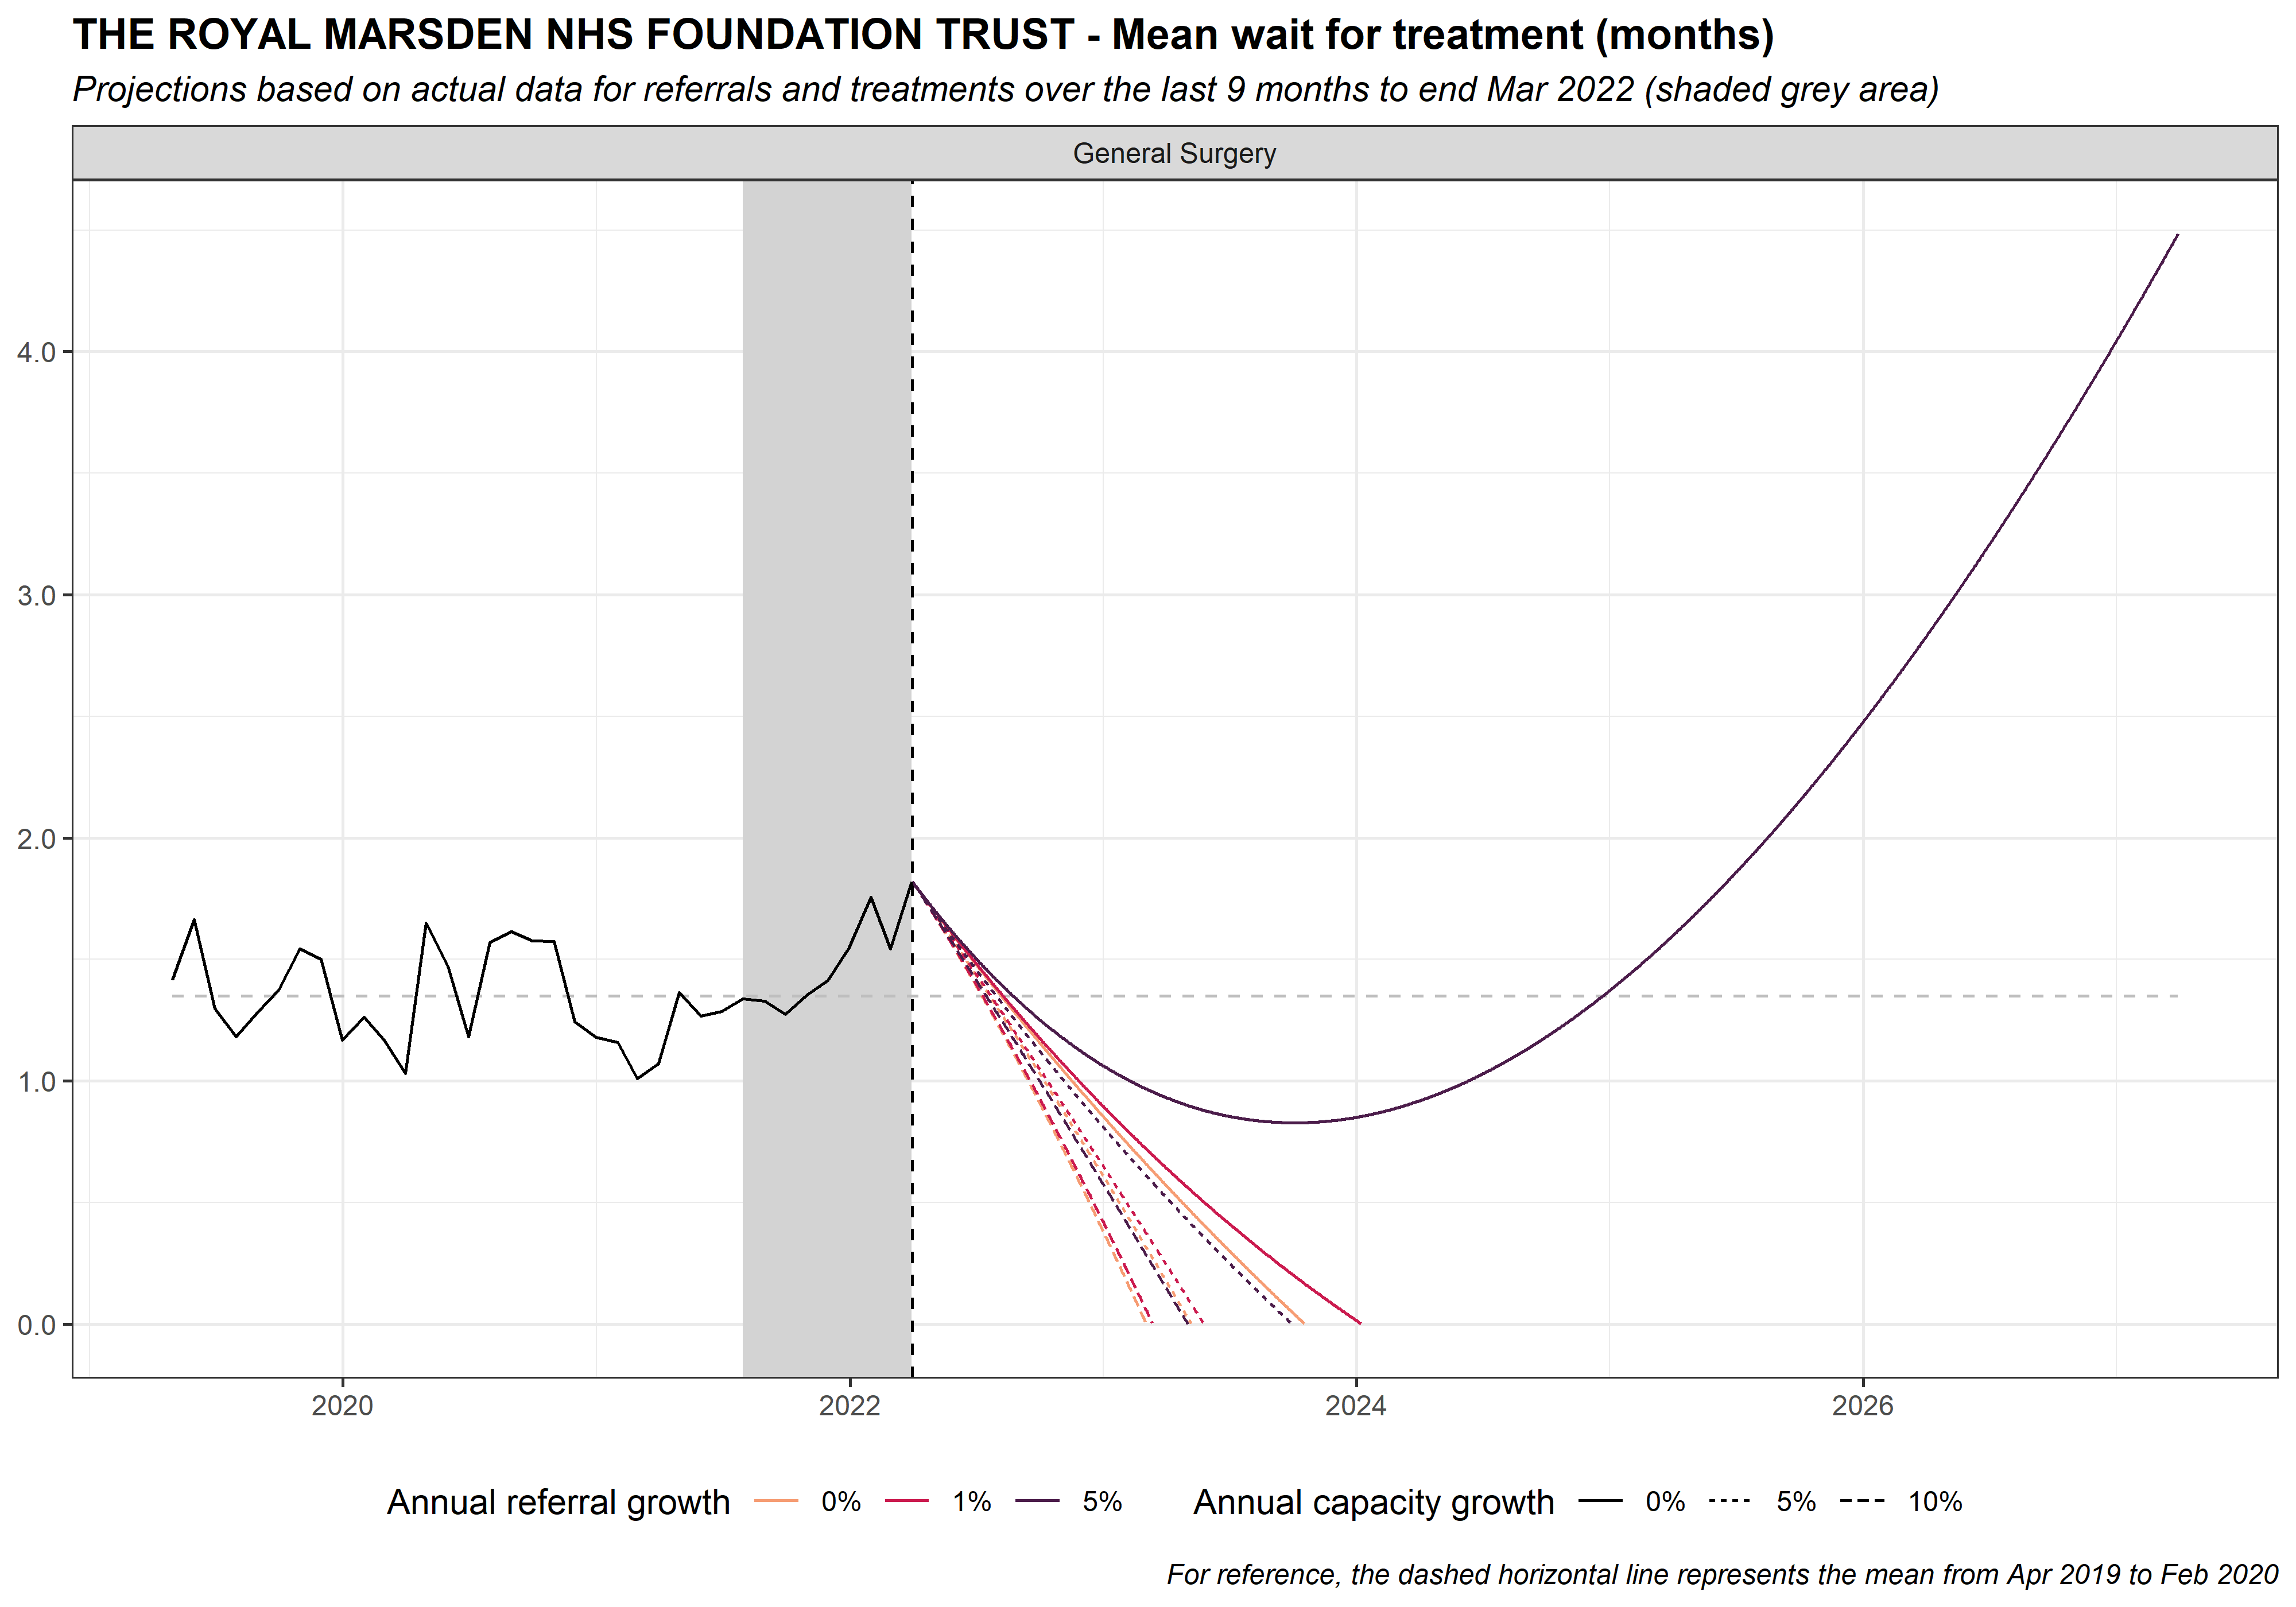 THE ROYAL MARSDEN NHS FOUNDATION TRUST - Mean wait for treatment (months)
Projections based on actual data for referrals and treatments over the last 9 months to end Mar 2022 (shaded grey area)
General Surgery
4.0
3.0
2.0
1.0
0.0
2020 2022 2024 2026
Annual referral growth 0% 1% 5% Annual capacity growth 0% 5% 10%
For reference, the dashed horizontal line represents the mean from Apr 2019 to Feb 2020